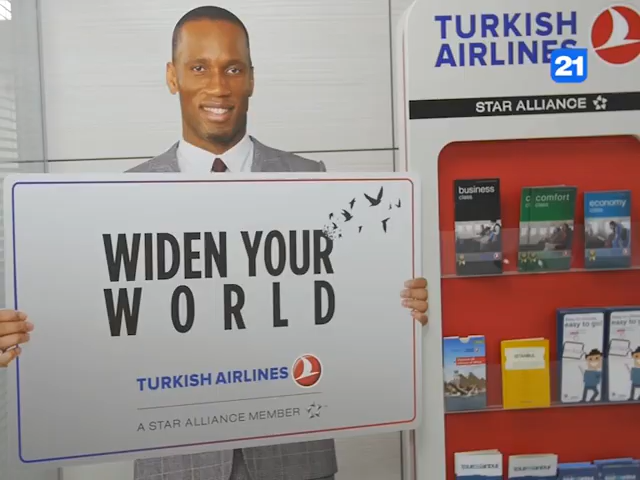 TURKISH
AIRLINES
21
STAR ALLIANCE
WIDEN YOUR
WORLD
TURKISH AIRLINES
A STAR ALLIANCE MEMBER
business
class
comfort
class
economy
class
easy to go!
easy to go!
ISTANBUL